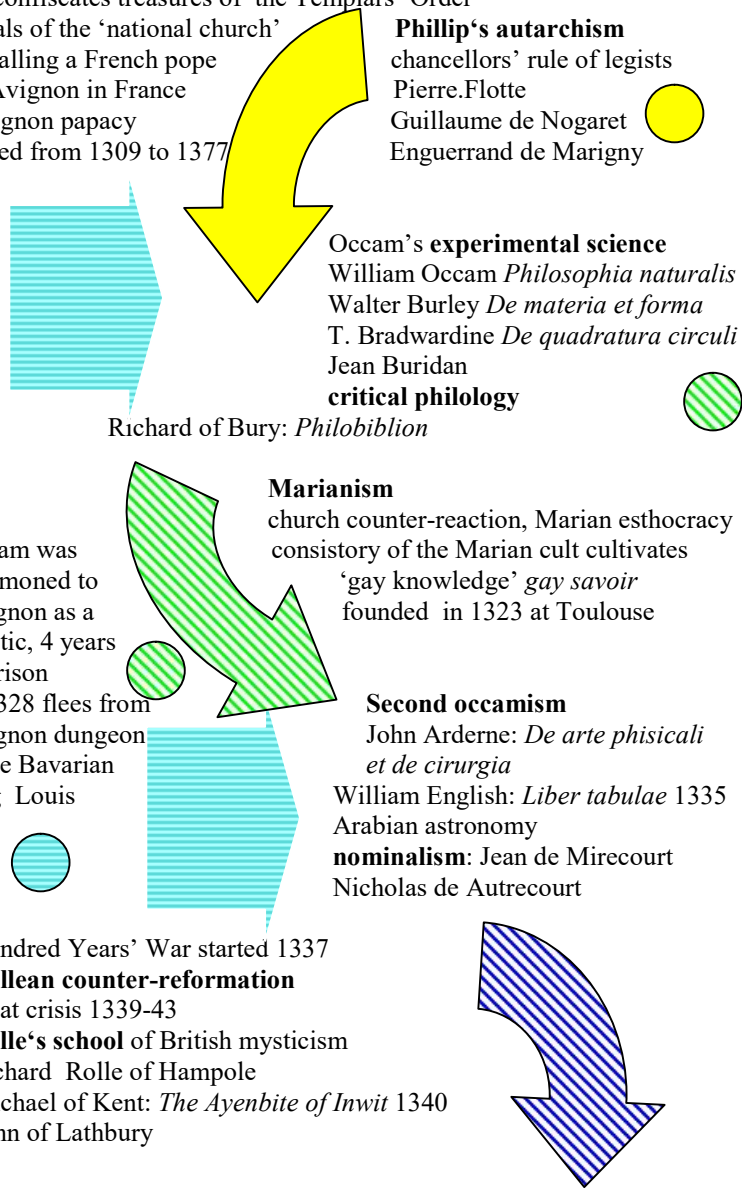 confiscates treasures of the Templars’ Order
als of the ‘national church’
alling a French pope
Avignon in France
gnon papacy
ed from 1309 to 1377
Phillip‘s autarchism
chancellors’ rule of legists
Pierre.Flotte
Guillaume de Nogaret
Enguerrand de Marigny
Occam’s experimental science
William Occam Philosophia naturalis
Walter Burley De materia et forma
T. Bradwardine De quadratura circuli
Jean Buridan
critical philology
Richard of Bury: Philobiblion
Marianism
church counter-reaction, Marian esthocracy
consistory of the Marian cult cultivates
‘gay knowledge’ gay savoir
founded in 1323 at Toulouse
am was
moned to
gnon as a
tic, 4 years
rison
328 flees from
gnon dungeon
e Bavarian
g Louis
Second occamism
John Arderne: De arte phisicali
et de cirurgia
William English: Liber tabulae 1335
Arabian astronomy
nominalism: Jean de Mirecourt
Nicholas de Autrecourt
ndred Years’ War started 1337
llean counter-reformation
at crisis 1339-43
lle‘s school of British mysticism
chard Rolle of Hampole
ichael of Kent: The Ayenbite of Inwit 1340
hn of Lathbury